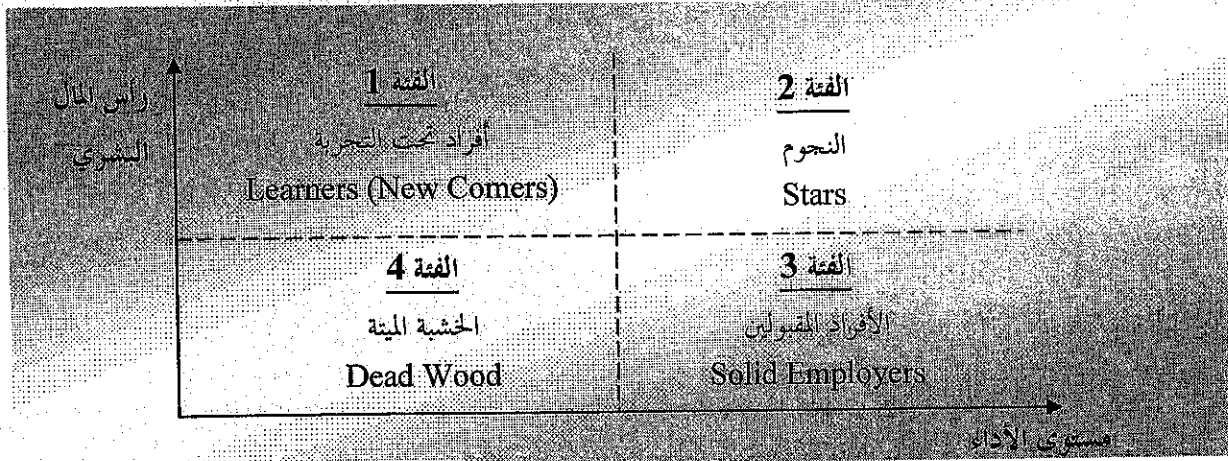 رأس المال
البشري
الفئة 1
أفراد تحت التجربة
Learners (New Comers)
الفئة 2
النجوم
Stars
الفئة 4
الخشبة الميتة
Dead Wood
الفئة 3
الأفراد المقبولين
Solid Employers
مستوى الأداء